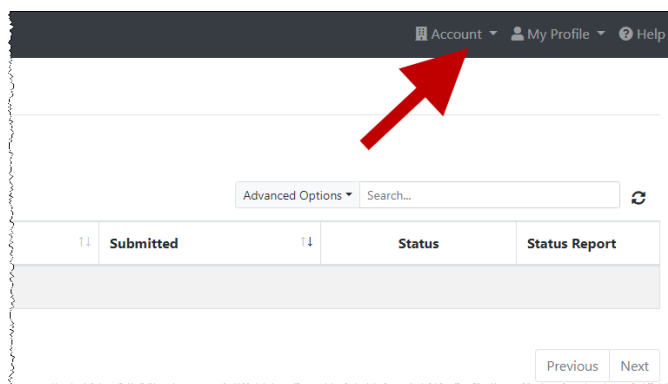 Account My Profile Help
Advanced Options Search...
Submitted Status Status Report
Previous Next